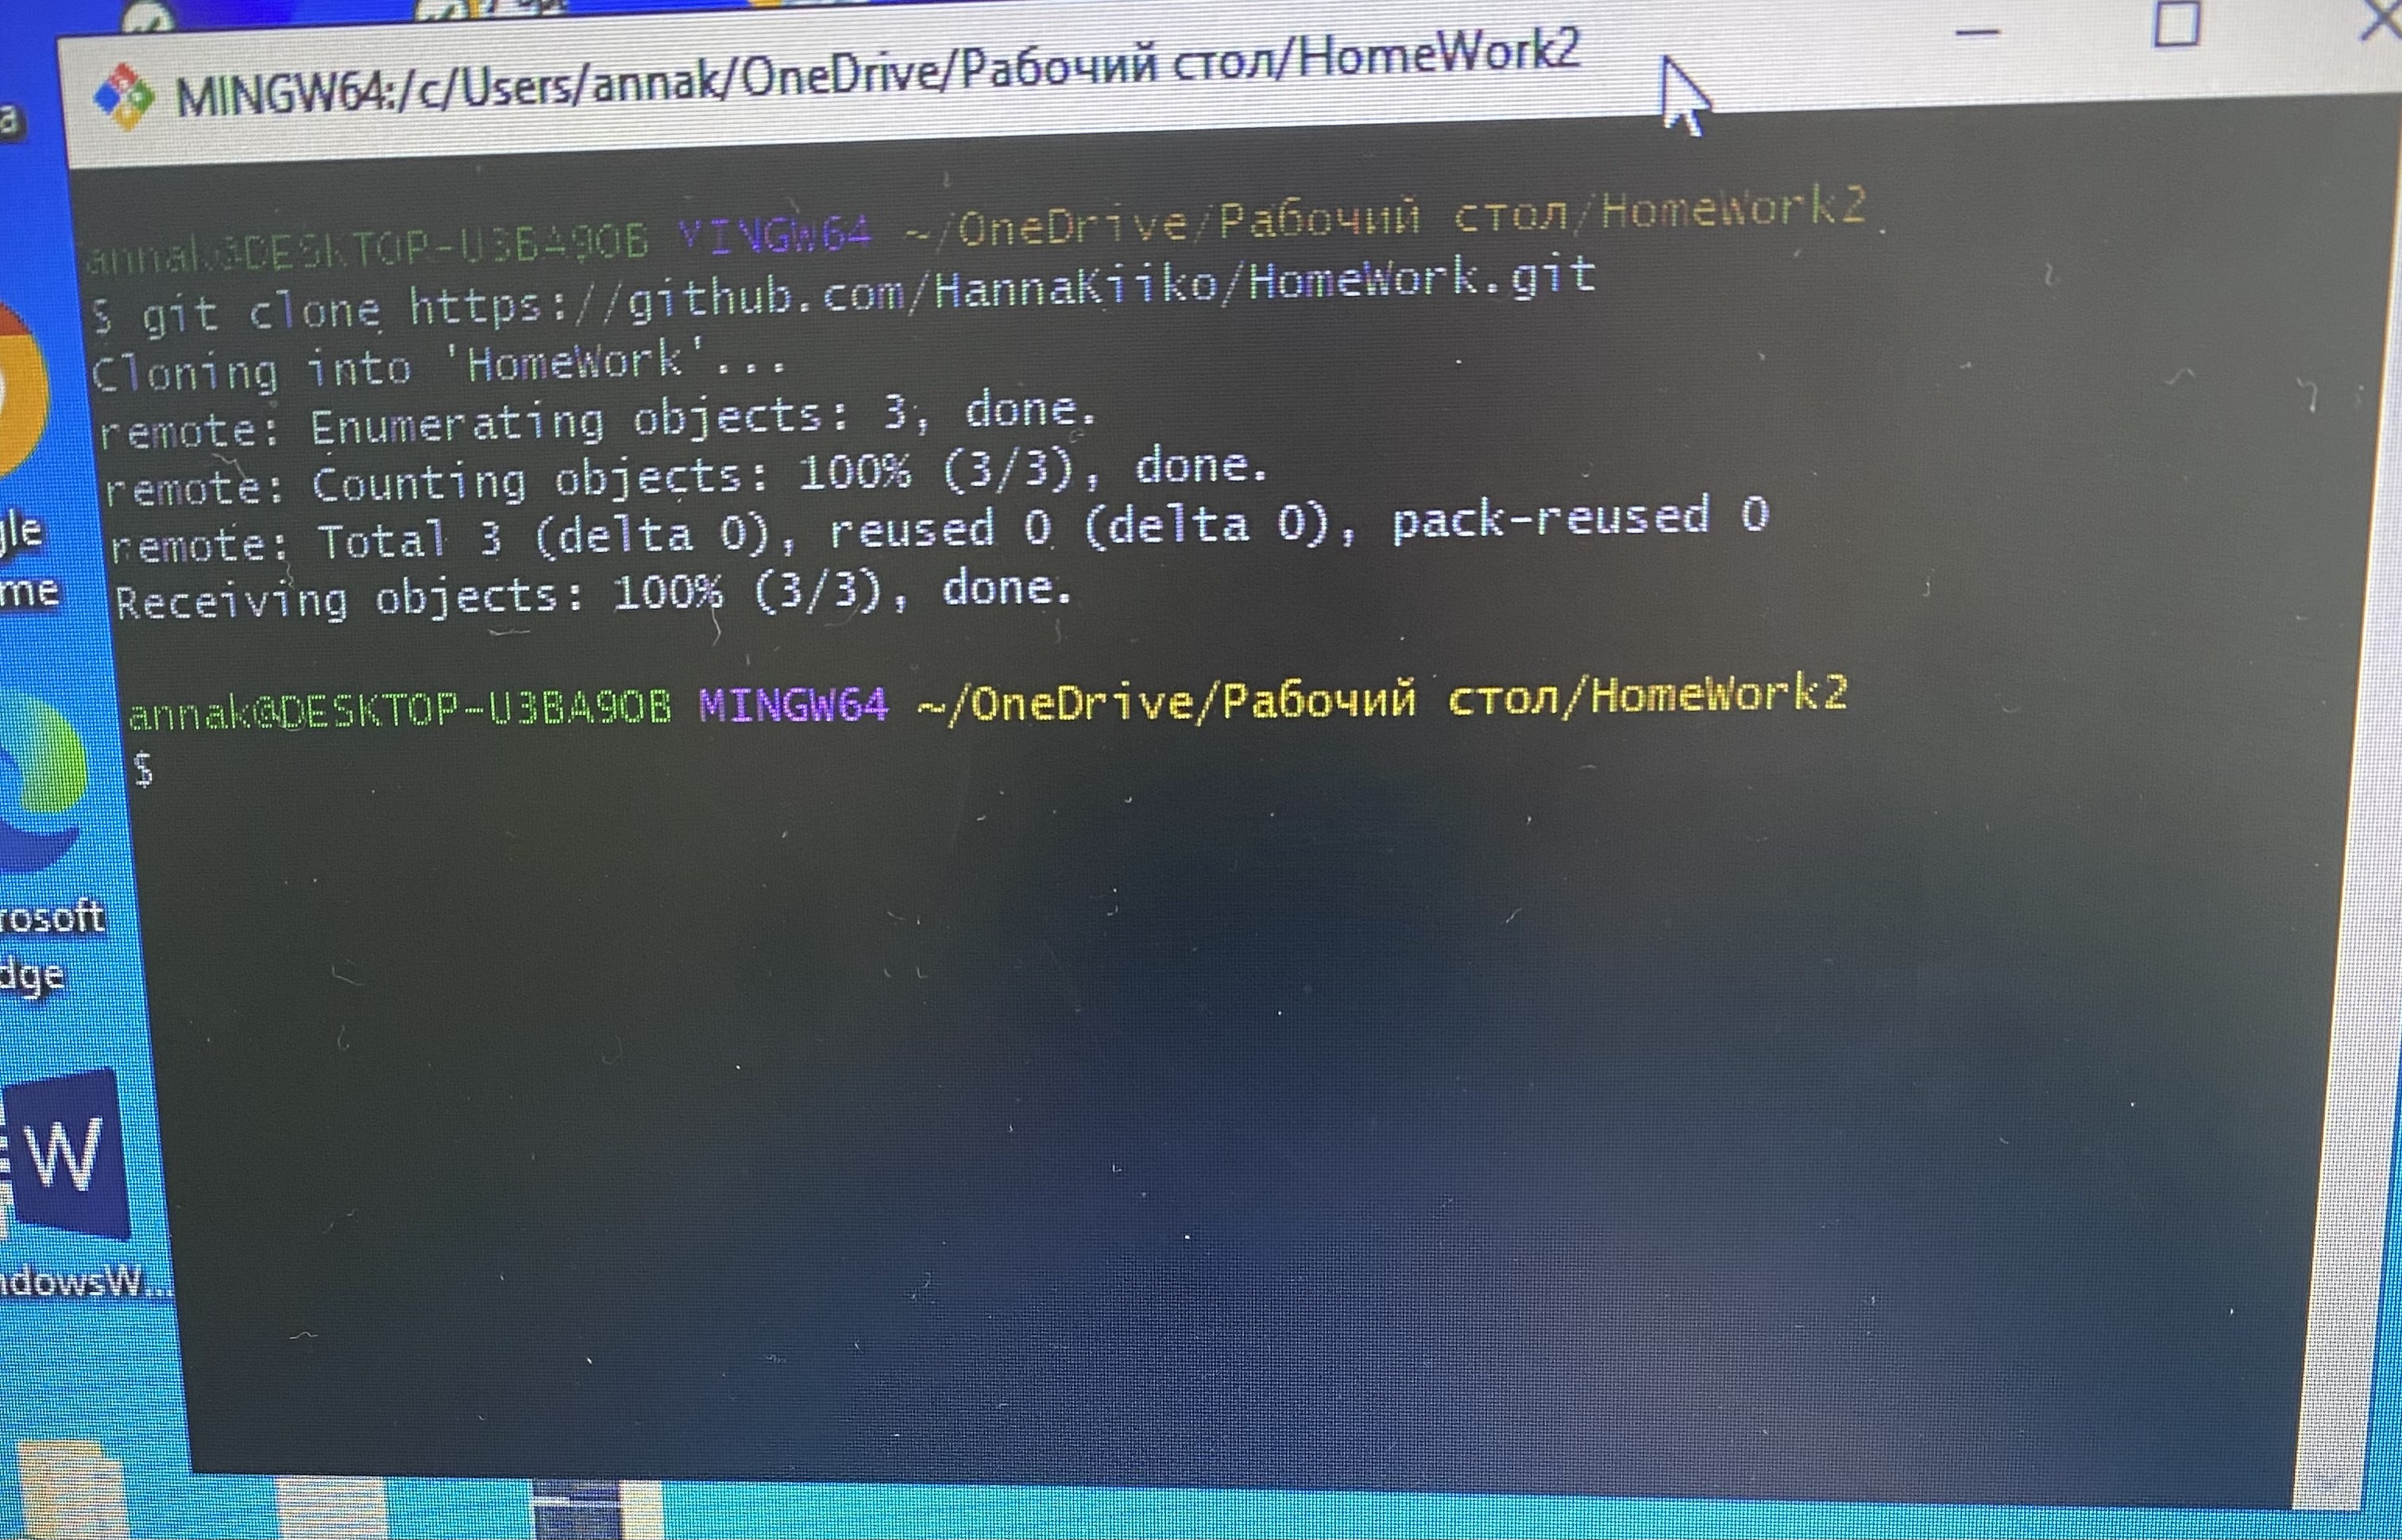 MINGW64:/c/Users/annak/OneDrive/Рабочий стол/HomeWork2
annak@DESKTOP-U3BA9OB MINGW64 ~/OneDrive/Рабочий стол/HomeWork2
$ git clone https://github.com/HannaKiiko/HomeWork.git
Cloning into 'HomeWork'...
remote: Enumerating objects: 3, done.
remote: Counting objects: 100% (3/3), done.
remote: Total 3 (delta 0), reused 0 (delta 0), pack-reused 0
Receiving objects: 100% (3/3), done.
annak@DESKTOP-U3BA9OB MINGW64 ~/OneDrive/Рабочий стол/HomeWork2
$
gle
me
rosoft
dge
W
ndowsW...